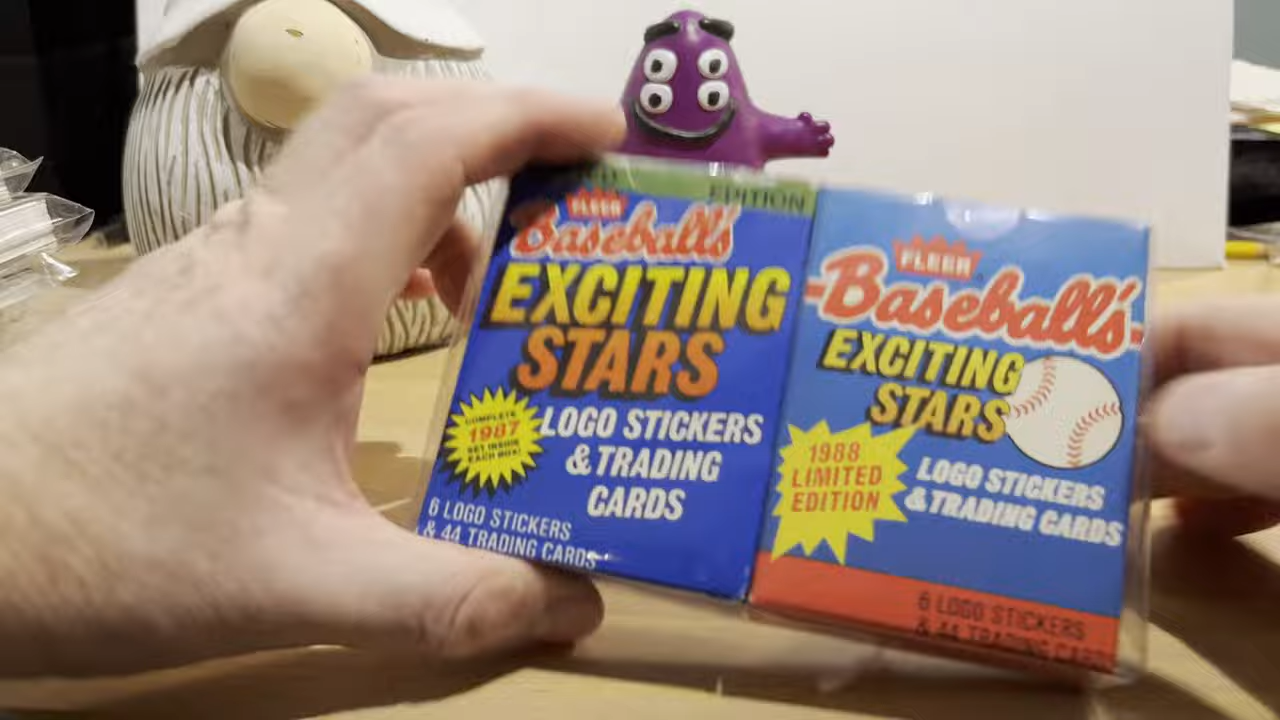 EDITION
FLEER
Baseball's
EXCITING
STARS
COMPLETE
1987
SET INSIDE
EACH BOX!
LOGO STICKERS
& TRADING
CARDS
6 LOGO STICKERS
& 44 TRADING CARDS
FLEER
Baseball's
EXCITING
STARS
1988
LIMITED
EDITION
LOGO STICKERS
& TRADING CARDS
6 LOGO STICKERS
& 44 TRADING CARDS